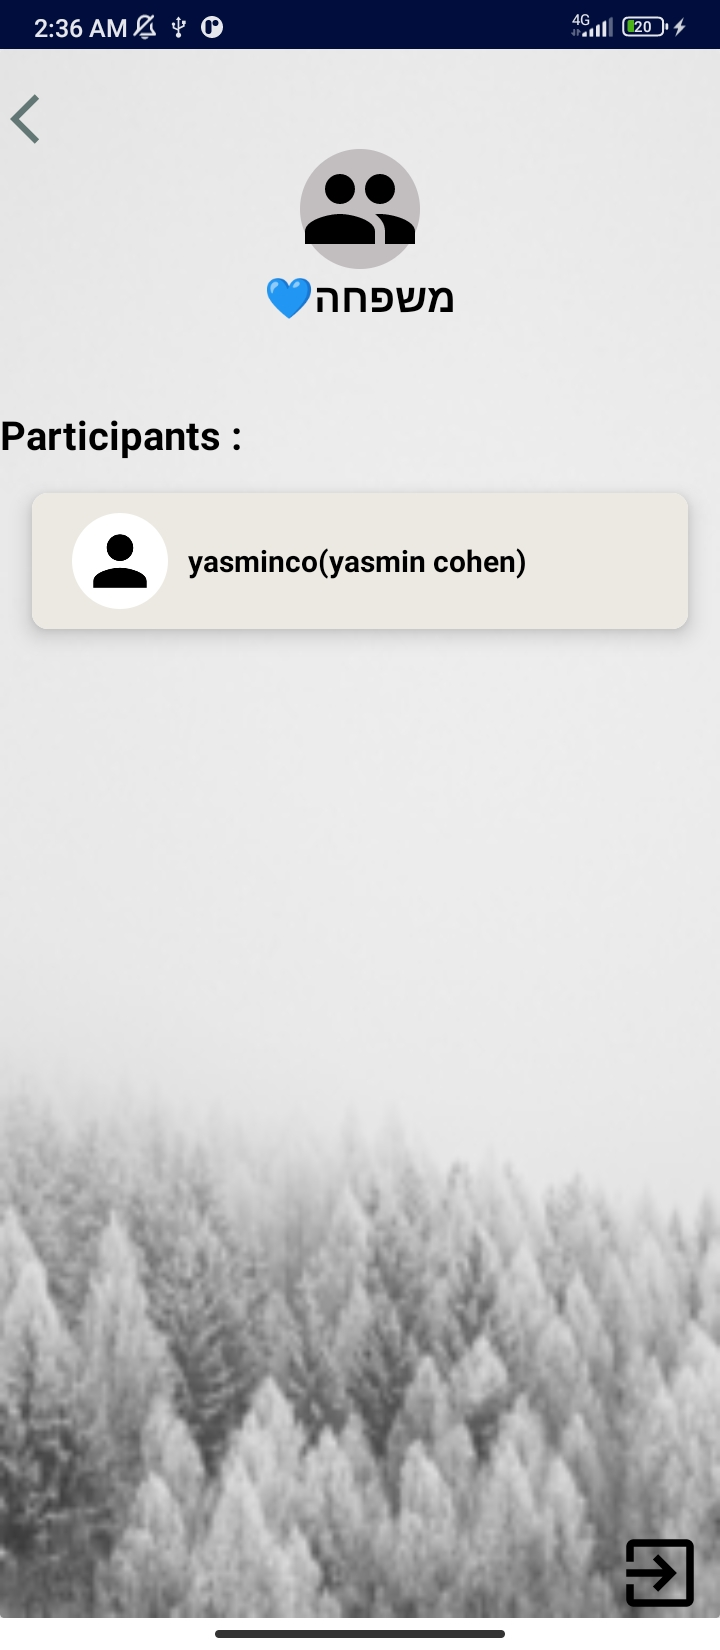 2:36 AM 4G 20
משפחה💙
Participants :
yasminco(yasmin cohen)